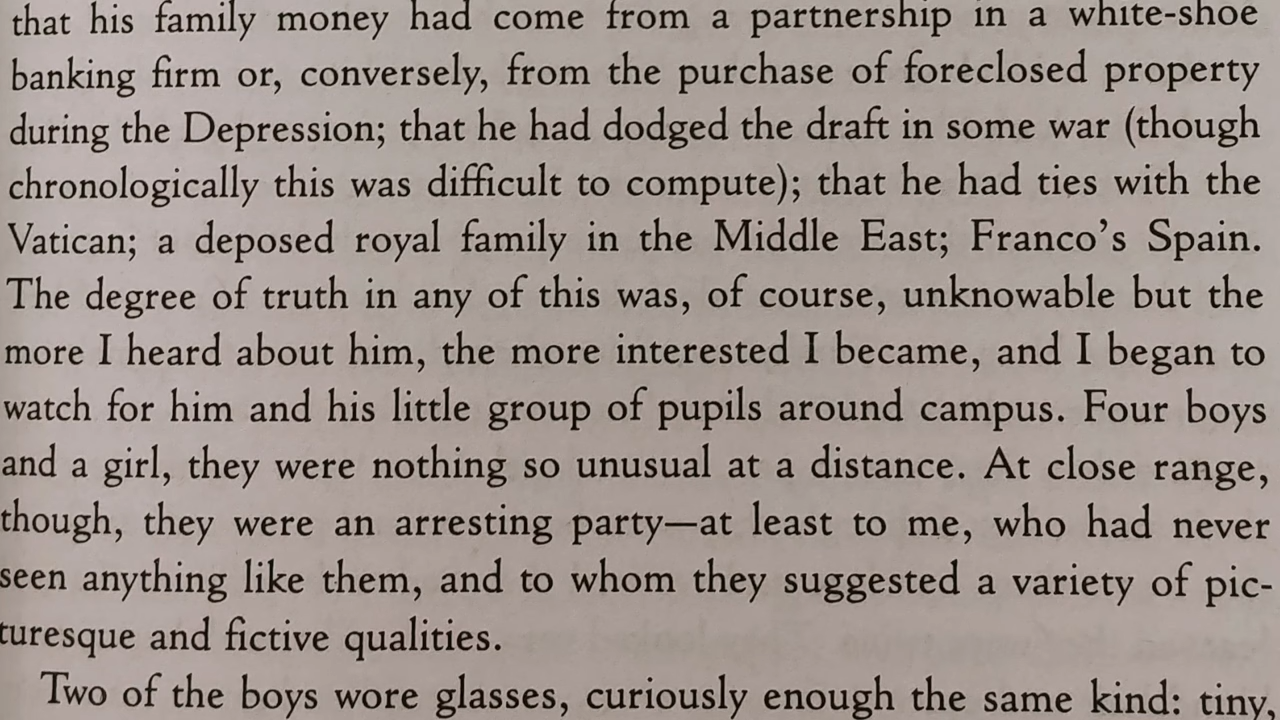 that his family money had come from a partnership in a white-shoe
banking firm or, conversely, from the purchase of foreclosed property
during the Depression; that he had dodged the draft in some war (though
chronologically this was difficult to compute); that he had ties with the
Vatican; a deposed royal family in the Middle East; Franco’s Spain.
The degree of truth in any of this was, of course, unknowable but the
more I heard about him, the more interested I became, and I began to
watch for him and his little group of pupils around campus. Four boys
and a girl, they were nothing so unusual at a distance. At close range,
though, they were an arresting party—at least to me, who had never
seen anything like them, and to whom they suggested a variety of pic-
turesque and fictive qualities.
Two of the boys wore glasses, curiously enough the same kind: tiny,